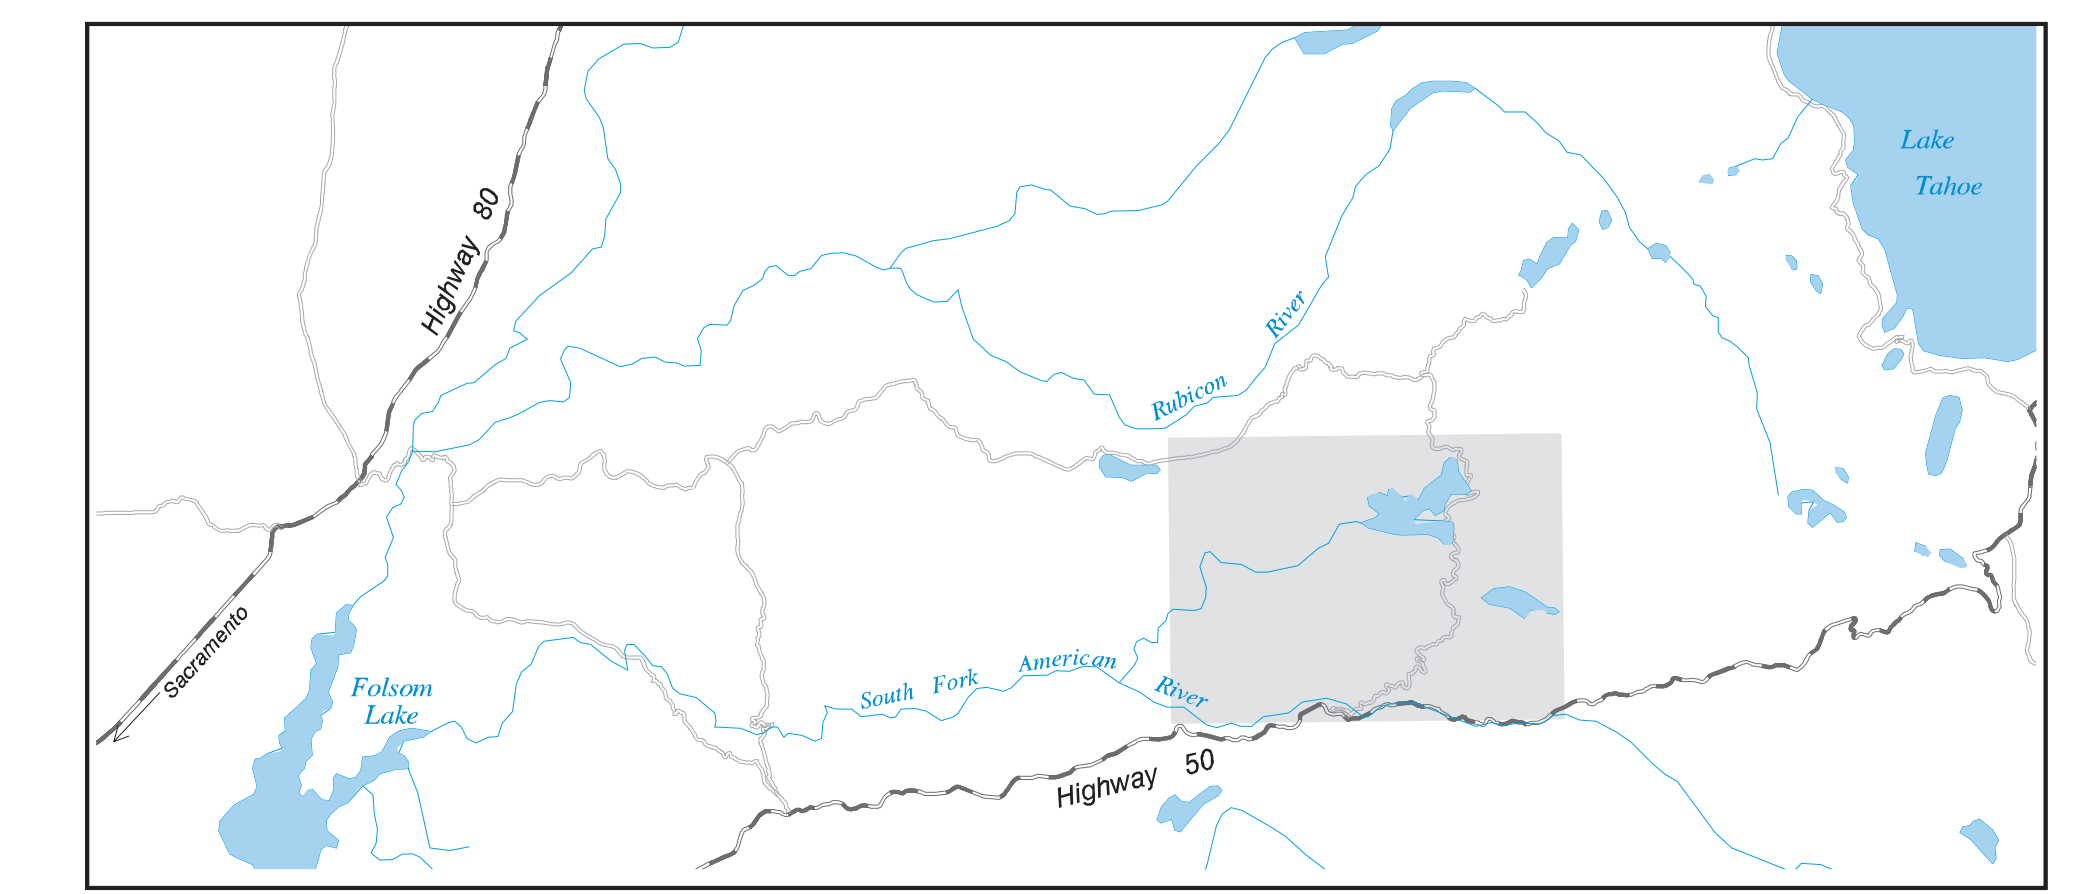 Lake
Tahoe
Highway 80
River
Rubicon
Sacramento
Folsom
Lake
South Fork American River
Highway 50